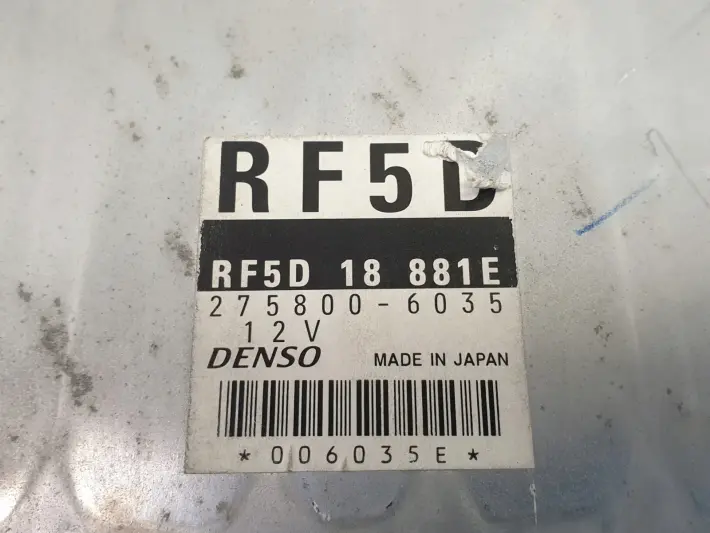 RF5D
RF5D 18 881E
275800-6035
12V
DENSO MADE IN JAPAN
*006035E*